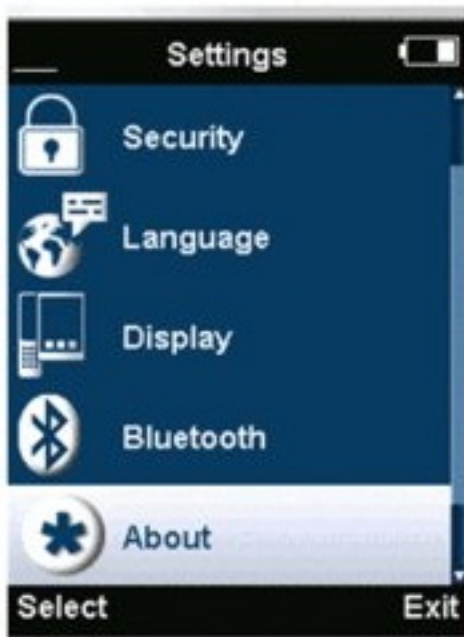 Settings
Security
Language
Display
Bluetooth
About
Select Exit